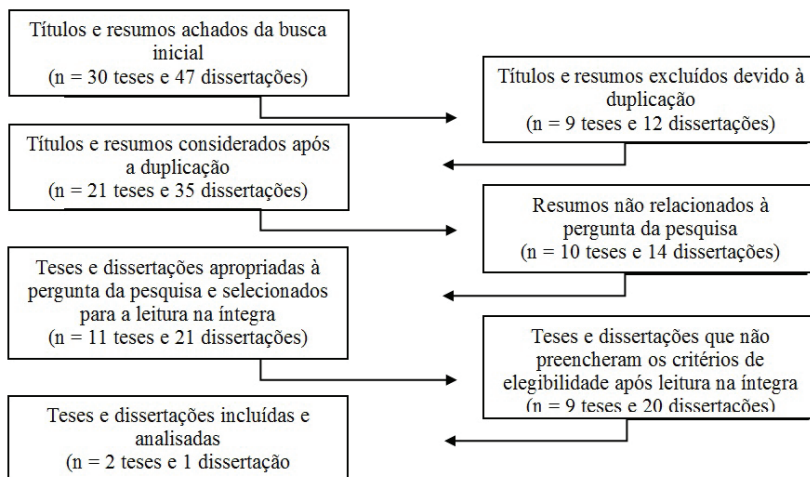 Títulos e resumos achados da busca
inicial
(n = 30 teses e 47 dissertações)
Títulos e resumos excluídos devido à
duplicação
(n = 9 teses e 12 dissertações)
Títulos e resumos considerados após
a duplicação
(n = 21 teses e 35 dissertações)
Resumos não relacionados à
pergunta da pesquisa
(n = 10 teses e 14 dissertações)
Teses e dissertações apropriadas à
pergunta da pesquisa e selecionados
para a leitura na íntegra
(n = 11 teses e 21 dissertações)
Teses e dissertações que não
preencheram os critérios de
elegibilidade após leitura na íntegra
(n = 9 teses e 20 dissertações)
Teses e dissertações incluídas e
analisadas
(n = 2 teses e 1 dissertação